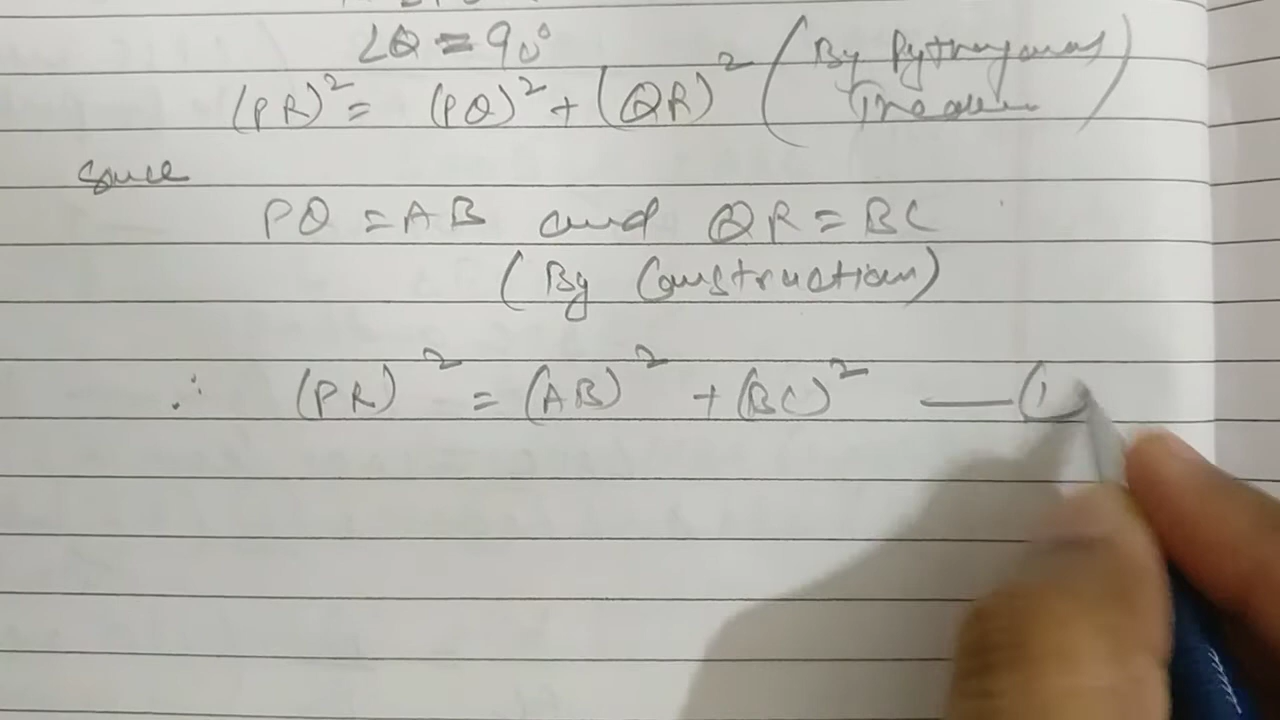 ∠Q = 90°
(PR)² = (PQ)² + (QR)² (By Pythagoras Theorem)
Since
PQ = AB and QR = BC
(By Construction)
∴ (PR)² = (AB)² + (BC)² —(1)